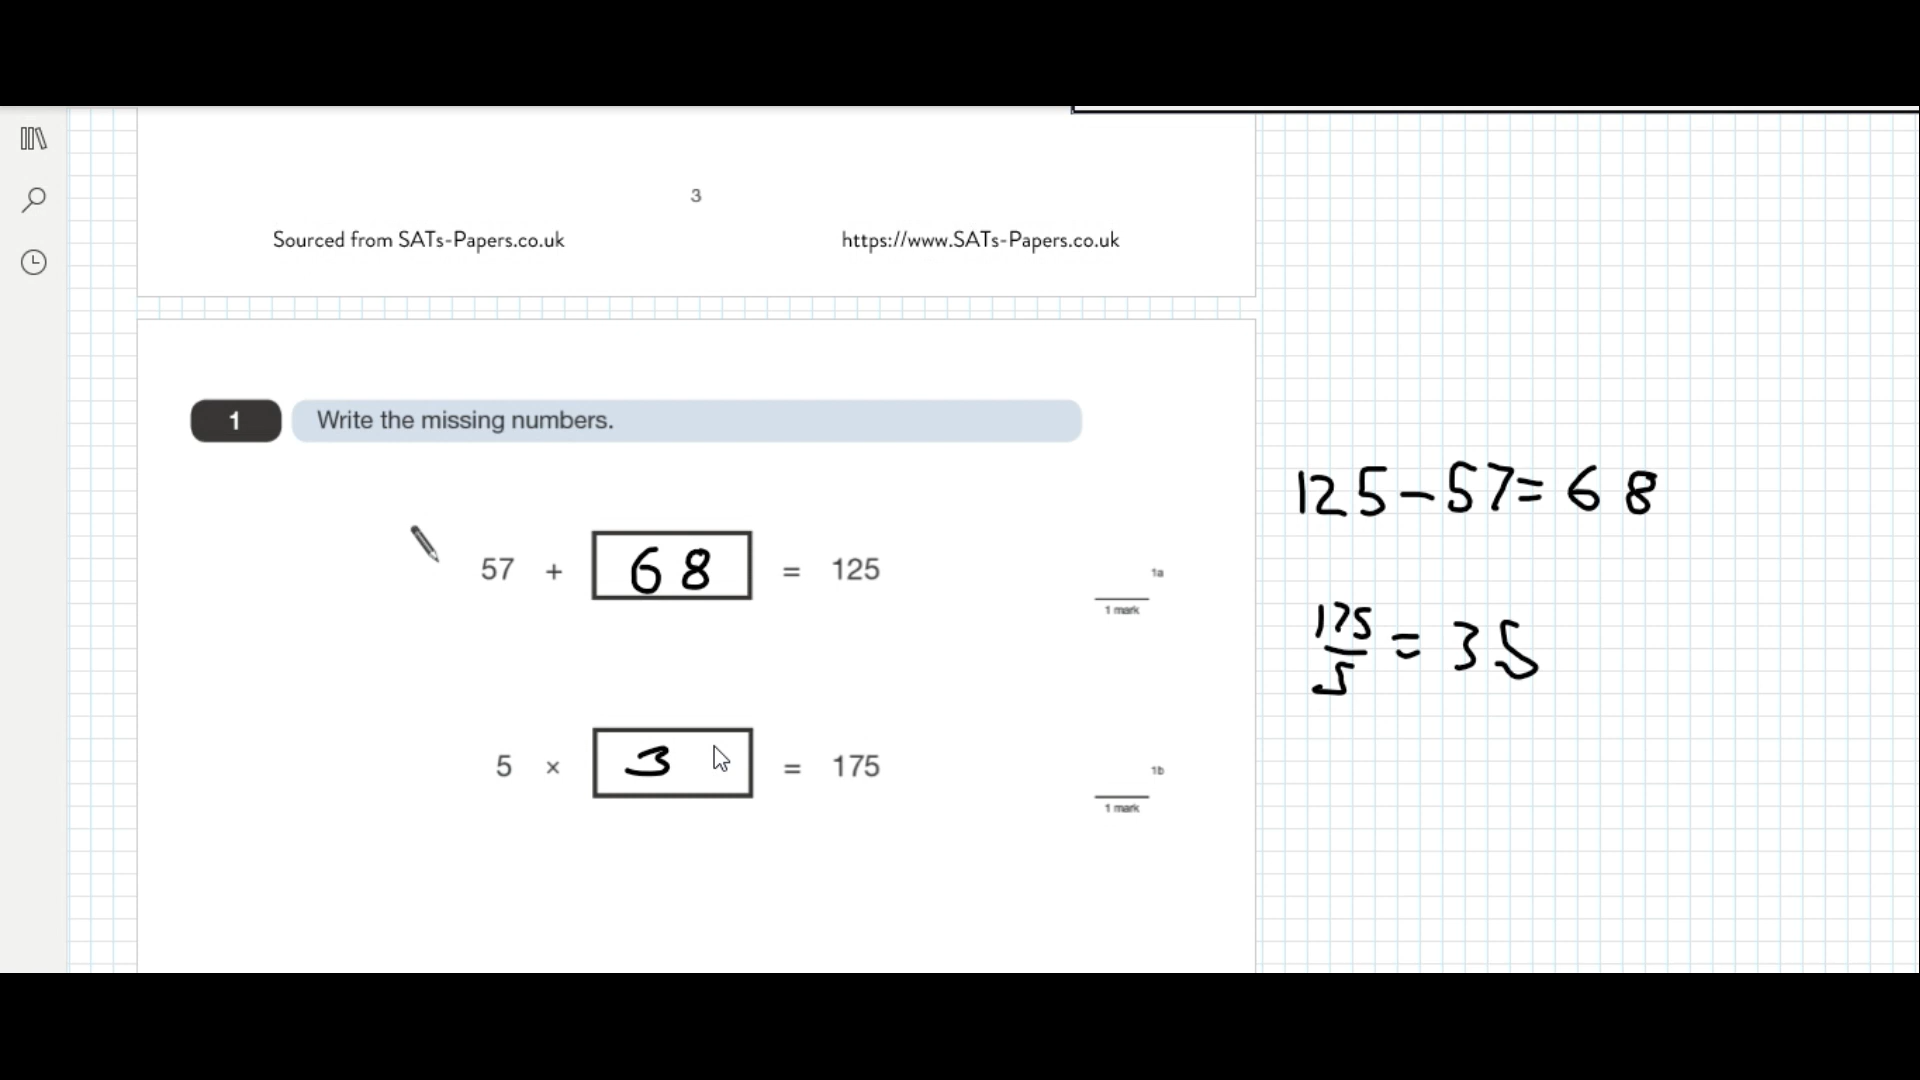 3
Sourced from SATs-Papers.co.uk https://www.SATs-Papers.co.uk
1 Write the missing numbers.
125-57=68
57 + 68 = 125
1a
1 mark
175/5 = 35
5 × 3 = 175
1b
1 mark